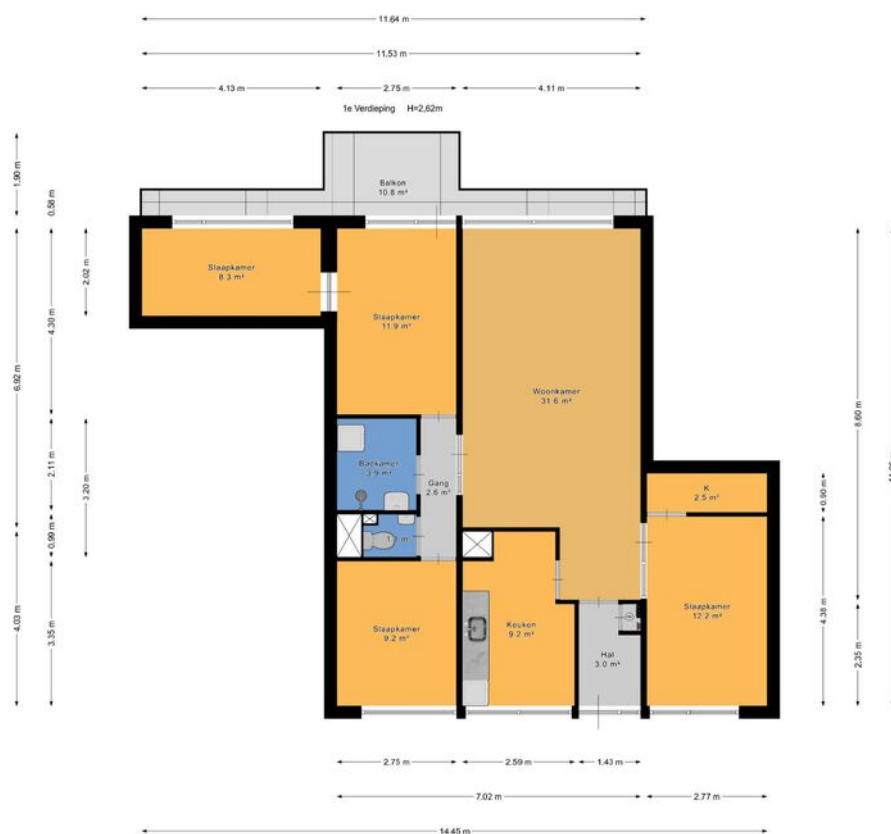 11.64 m
11.53 m
4.13 m
2.75 m
4.11 m
1e Verdieping H=2,62m
1.90 m
0.58 m
Balkon
10.8 m²
Slaapkamer
8.3 m²
2.02 m
4.30 m
6.92 m
Slaapkamer
11.9 m²
Woonkamer
31.6 m²
8.60 m
2.11 m
3.20 m
Badkamer
3.9 m²
Gang
2.6 m²
K
2.5 m²
0.90 m
0.99 m
4.03 m
3.35 m
Slaapkamer
9.2 m²
Keuken
9.2 m²
Hal
3.0 m²
Slaapkamer
12.2 m²
4.38 m
2.35 m
2.75 m
2.59 m
1.43 m
7.02 m
2.77 m
14.45 m